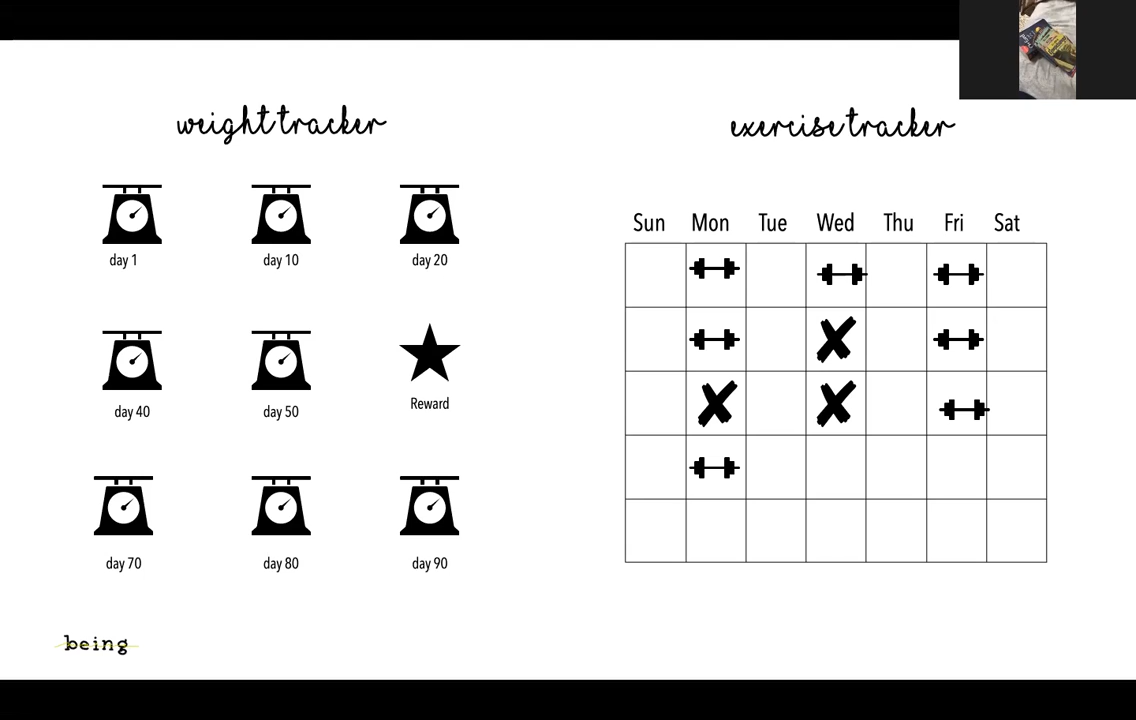 weight tracker
exercise tracker
day 1
day 10
day 20
day 40
day 50
Reward
day 70
day 80
day 90
Sun Mon Tue Wed Thu Fri Sat
being